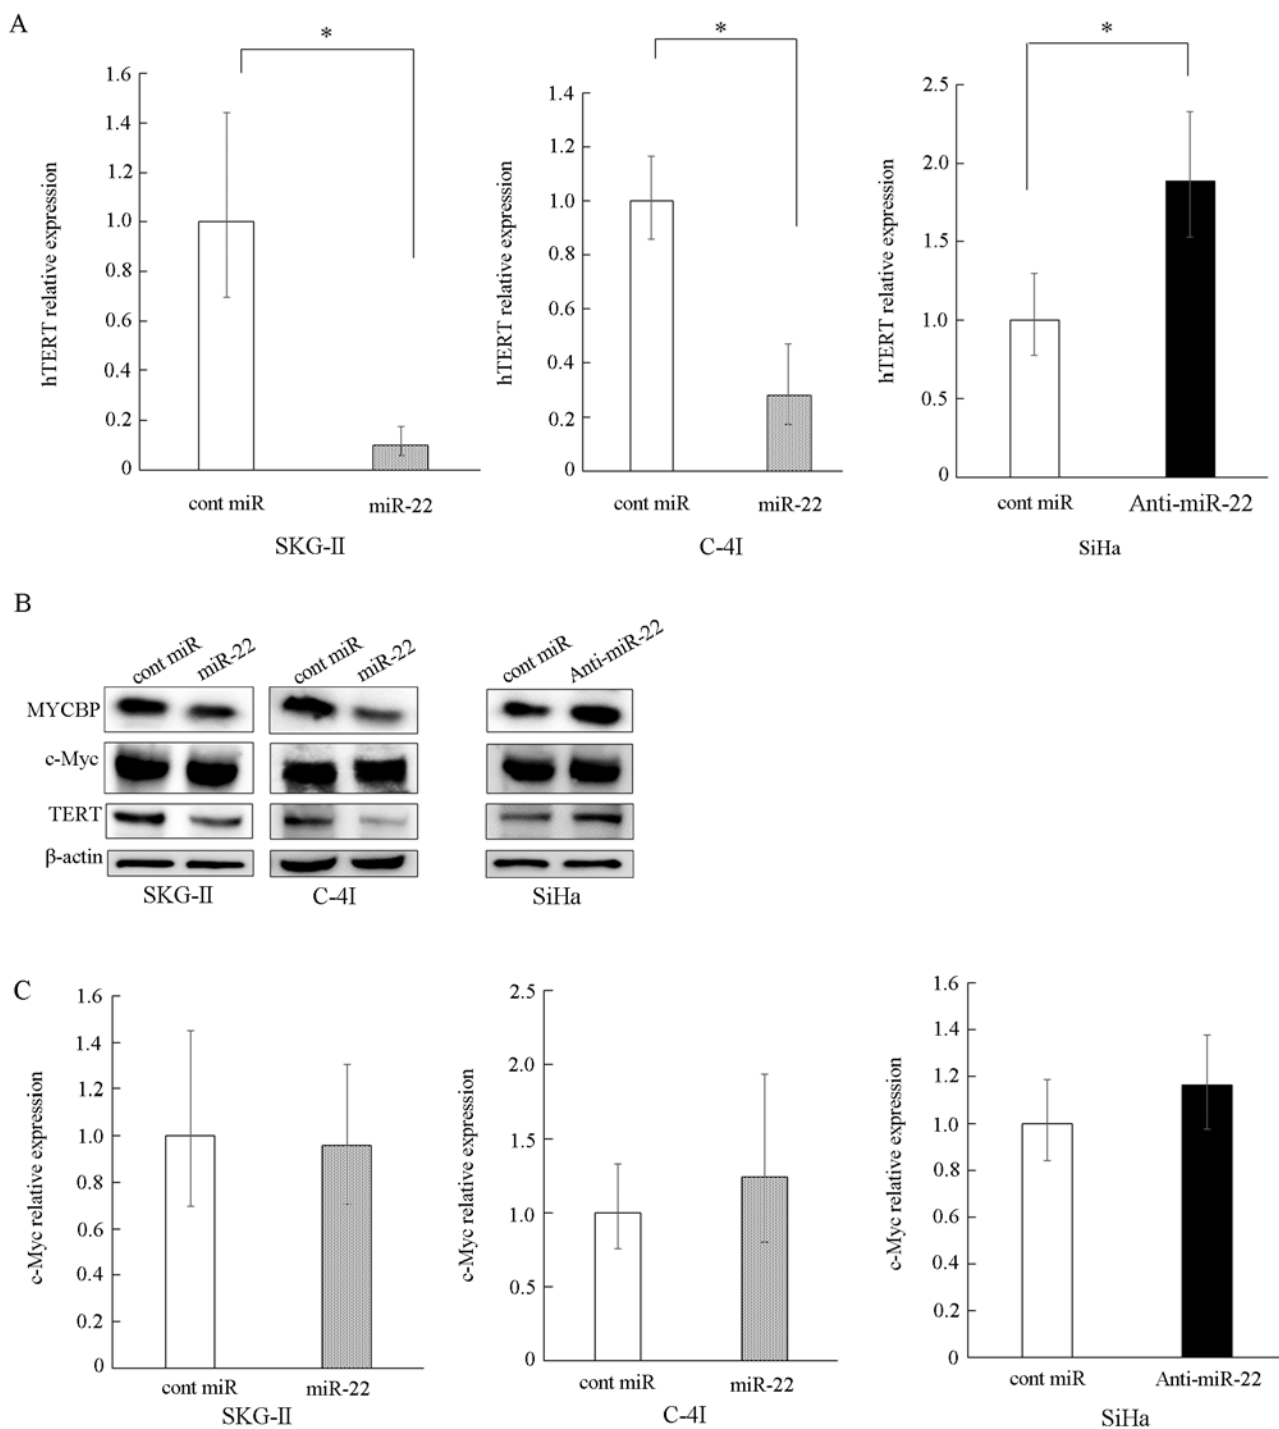 A
*
*
*
hTERT relative expression
1.6
1.4
1.2
1.0
0.8
0.6
0.4
0.2
0
cont miR
miR-22
SKG-II
hTERT relative expression
1.4
1.2
1.0
0.8
0.6
0.4
0.2
0
cont miR
miR-22
C-4I
hTERT relative expression
2.5
2.0
1.5
1.0
0.5
0
cont miR
Anti-miR-22
SiHa
B
cont miR
miR-22
cont miR
miR-22
cont miR
Anti-miR-22
MYCBP
c-Myc
TERT
β-actin
SKG-II
C-4I
SiHa
C
c-Myc relative expression
1.6
1.4
1.2
1.0
0.8
0.6
0.4
0.2
0
cont miR
miR-22
SKG-II
c-Myc relative expression
2.5
2.0
1.5
1.0
0.5
0
cont miR
miR-22
C-4I
c-Myc relative expression
1.6
1.4
1.2
1.0
0.8
0.6
0.4
0.2
0
cont miR
Anti-miR-22
SiHa